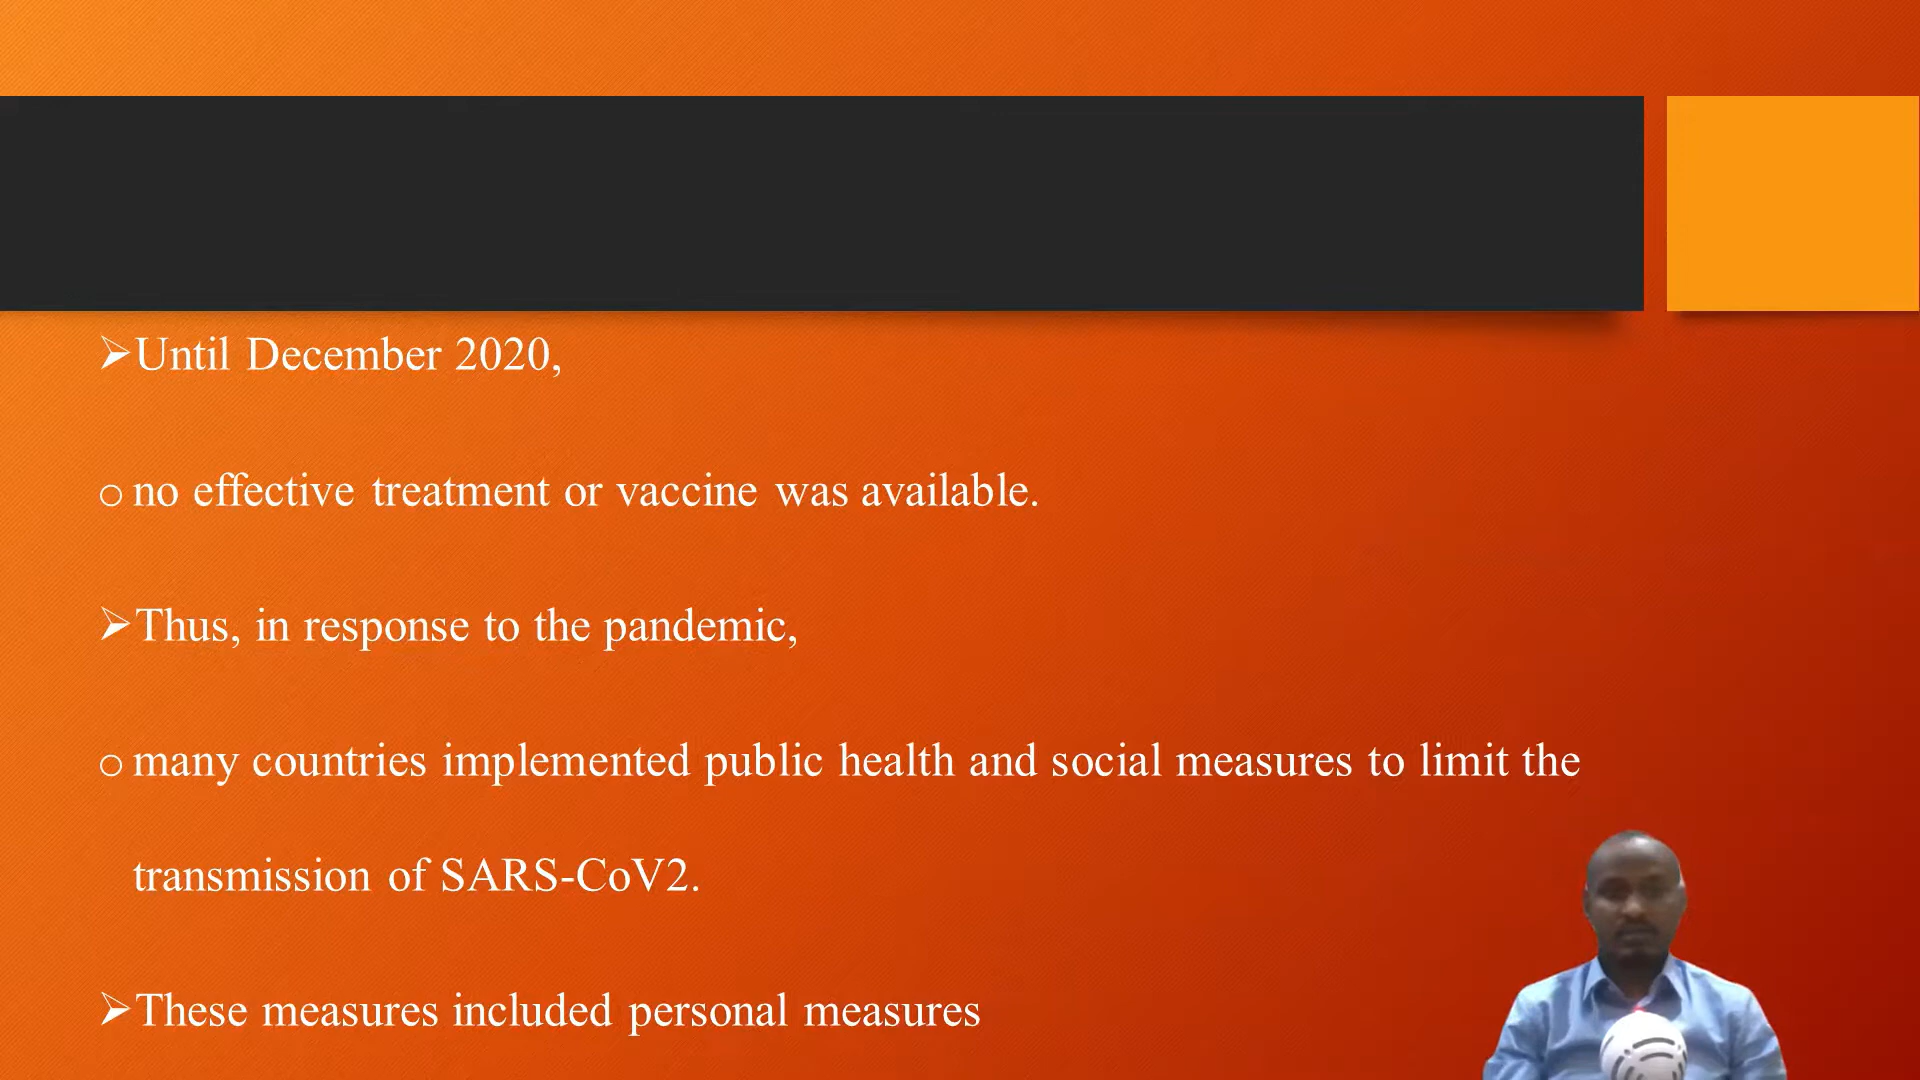 ➢Until December 2020,
o no effective treatment or vaccine was available.
➢Thus, in response to the pandemic,
o many countries implemented public health and social measures to limit the
transmission of SARS-CoV2.
➢These measures included personal measures